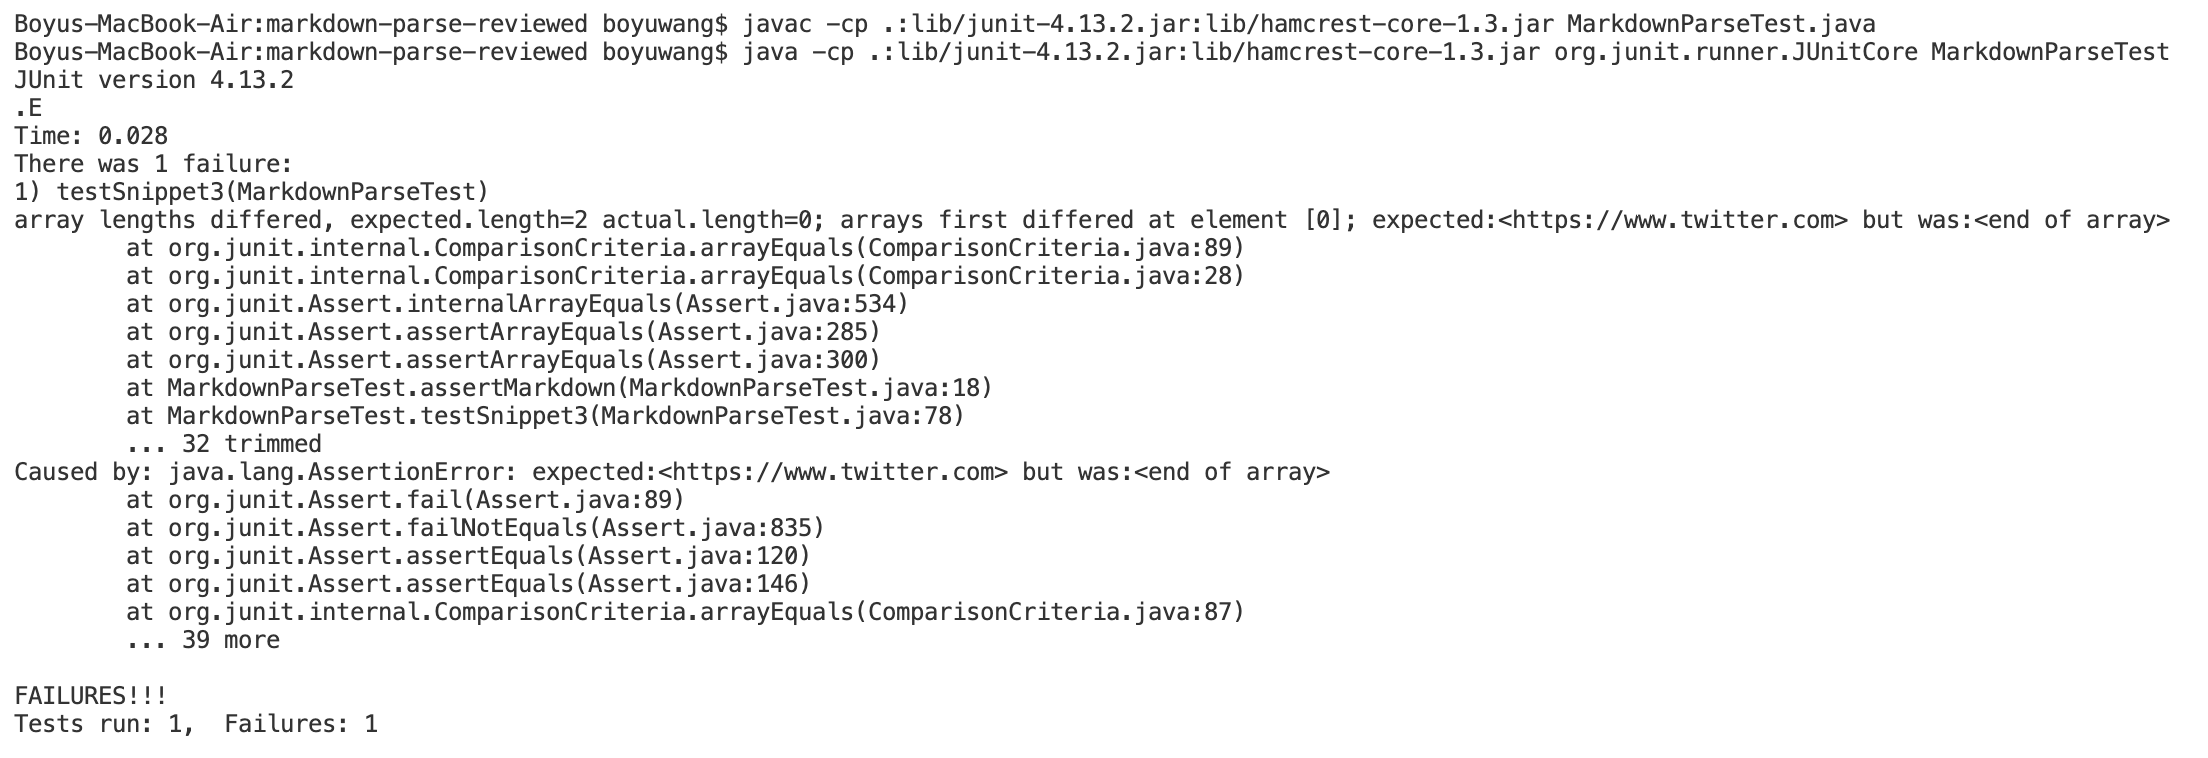 Boyus-MacBook-Air:markdown-parse-reviewed boyuwang$ javac -cp .:lib/junit-4.13.2.jar:lib/hamcrest-core-1.3.jar MarkdownParseTest.java
Boyus-MacBook-Air:markdown-parse-reviewed boyuwang$ java -cp .:lib/junit-4.13.2.jar:lib/hamcrest-core-1.3.jar org.junit.runner.JUnitCore MarkdownParseTest
JUnit version 4.13.2
.E
Time: 0.028
There was 1 failure:
1) testSnippet3(MarkdownParseTest)
array lengths differed, expected.length=2 actual.length=0; arrays first differed at element [0]; expected:<https://www.twitter.com> but was:<end of array>
        at org.junit.internal.ComparisonCriteria.arrayEquals(ComparisonCriteria.java:89)
        at org.junit.internal.ComparisonCriteria.arrayEquals(ComparisonCriteria.java:28)
        at org.junit.Assert.internalArrayEquals(Assert.java:534)
        at org.junit.Assert.assertArrayEquals(Assert.java:285)
        at org.junit.Assert.assertArrayEquals(Assert.java:300)
        at MarkdownParseTest.assertMarkdown(MarkdownParseTest.java:18)
        at MarkdownParseTest.testSnippet3(MarkdownParseTest.java:78)
        ... 32 trimmed
Caused by: java.lang.AssertionError: expected:<https://www.twitter.com> but was:<end of array>
        at org.junit.Assert.fail(Assert.java:89)
        at org.junit.Assert.failNotEquals(Assert.java:835)
        at org.junit.Assert.assertEquals(Assert.java:120)
        at org.junit.Assert.assertEquals(Assert.java:146)
        at org.junit.internal.ComparisonCriteria.arrayEquals(ComparisonCriteria.java:87)
        ... 39 more

FAILURES!!!
Tests run: 1,  Failures: 1